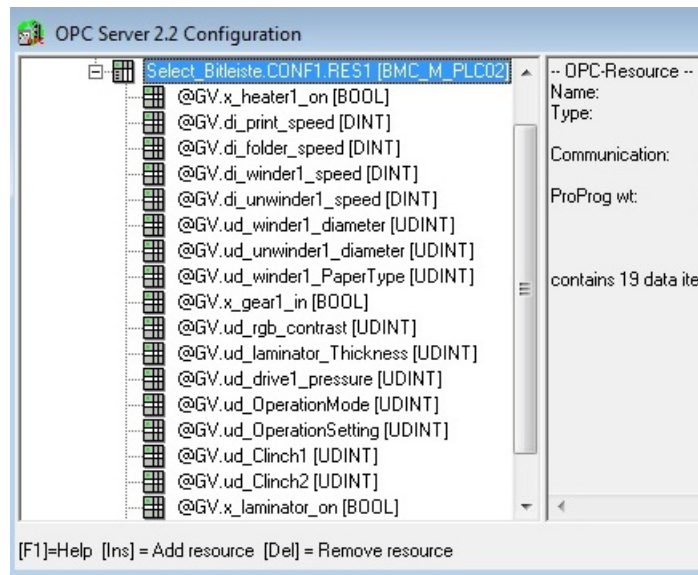 OPC Server 2.2 Configuration
Select_Bitleiste.CONF1.RES1 [BMC_M_PLC02]
@GV.x_heater1_on [BOOL]
@GV.di_print_speed [DINT]
@GV.di_folder_speed [DINT]
@GV.di_winder1_speed [DINT]
@GV.di_unwinder1_speed [DINT]
@GV.ud_winder1_diameter [UDINT]
@GV.ud_unwinder1_diameter [UDINT]
@GV.ud_winder1_PaperType [UDINT]
@GV.x_gear1_in [BOOL]
@GV.ud_rgb_contrast [UDINT]
@GV.ud_laminator_Thickness [UDINT]
@GV.ud_drive1_pressure [UDINT]
@GV.ud_OperationMode [UDINT]
@GV.ud_OperationSetting [UDINT]
@GV.ud_Clinch1 [UDINT]
@GV.ud_Clinch2 [UDINT]
@GV.x_laminator_on [BOOL]
-- OPC-Resource --
Name:
Type:
Communication:
ProProg wt:
contains 19 data ite
[F1]=Help [Ins] = Add resource [Del] = Remove resource